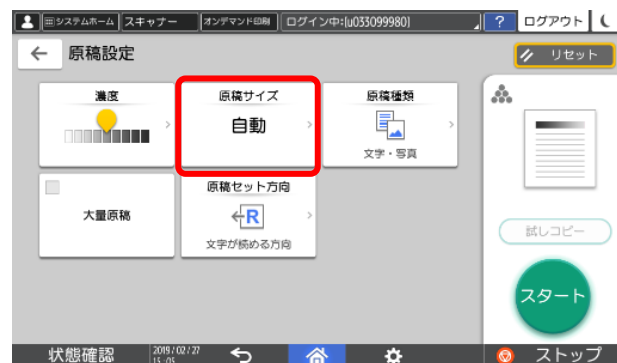 システムホーム スキャナー オンデマンド印刷 ログイン中:[u033099980] ? ログアウト
← 原稿設定 リセット
濃度 原稿サイズ 原稿種類
自動
文字・写真
原稿セット方向
大量原稿 R
文字が読める方向
試しコピー
スタート
状態確認 2019/02/27 ストップ
15:05